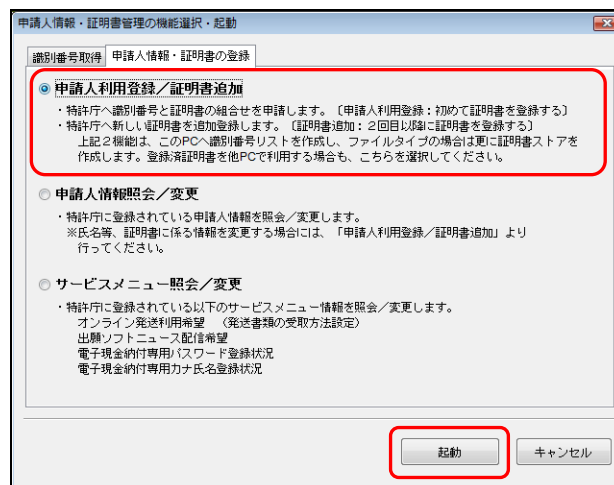 申請人情報・証明書管理の機能選択・起動
識別番号取得 申請人情報・証明書の登録
申請人利用登録／証明書追加
・特許庁へ識別番号と証明書の組合せを申請します。〔申請人利用登録：初めて証明書を登録する〕
・特許庁へ新しい証明書を追加登録します。〔証明書追加：２回目以降に証明書を登録する〕
上記２機能は、このPCへ識別番号リストを作成し、ファイルタイプの場合は更に証明書ストアを
作成します。登録済証明書を他PCで利用する場合も、こちらを選択してください。
申請人情報照会／変更
・特許庁に登録されている申請人情報を照会／変更します。
※氏名等、証明書に係る情報を変更する場合には、「申請人利用登録／証明書追加」より
行ってください。
サービスメニュー照会／変更
・特許庁に登録されている以下のサービスメニュー情報を照会／変更します。
オンライン発送利用希望　（発送書類の受取方法設定）
出願ソフトニュース配信希望
電子現金納付専用パスワード登録状況
電子現金納付専用カナ氏名登録状況
起動 キャンセル